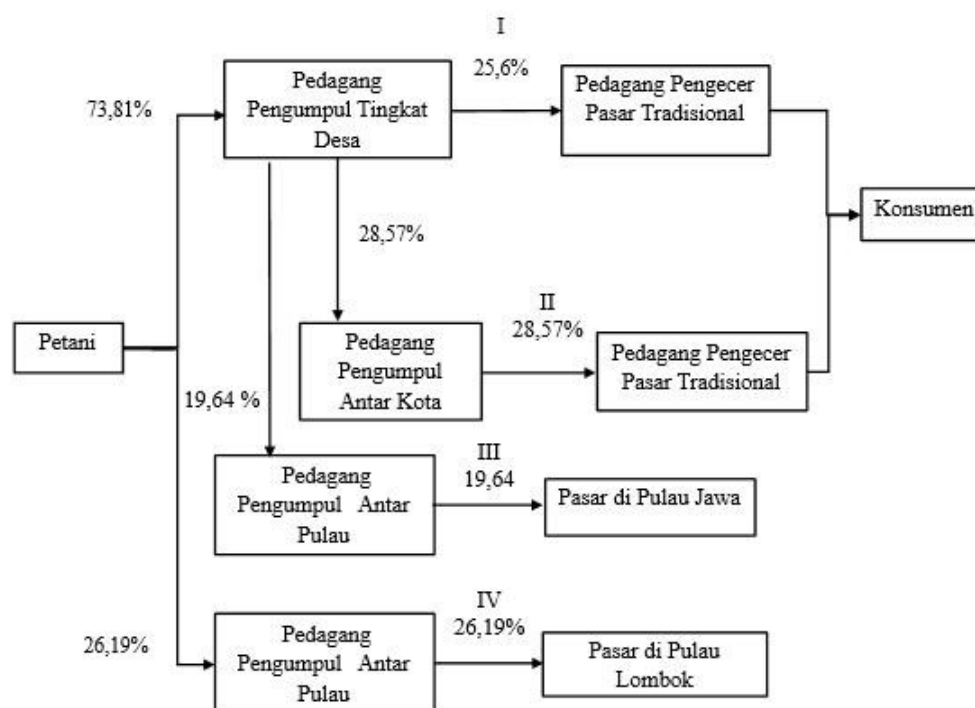 I
Pedagang
Pengumpul Tingkat
Desa
25,6%
Pedagang Pengecer
Pasar Tradisional
73,81%
Konsumen
28,57%
Petani
Pedagang
Pengumpul
Antar Kota
II
28,57%
Pedagang Pengecer
Pasar Tradisional
19,64 %
Pedagang
Pengumpul Antar
Pulau
III
19,64
Pasar di Pulau Jawa
26,19%
Pedagang
Pengumpul Antar
Pulau
IV
26,19%
Pasar di Pulau
Lombok